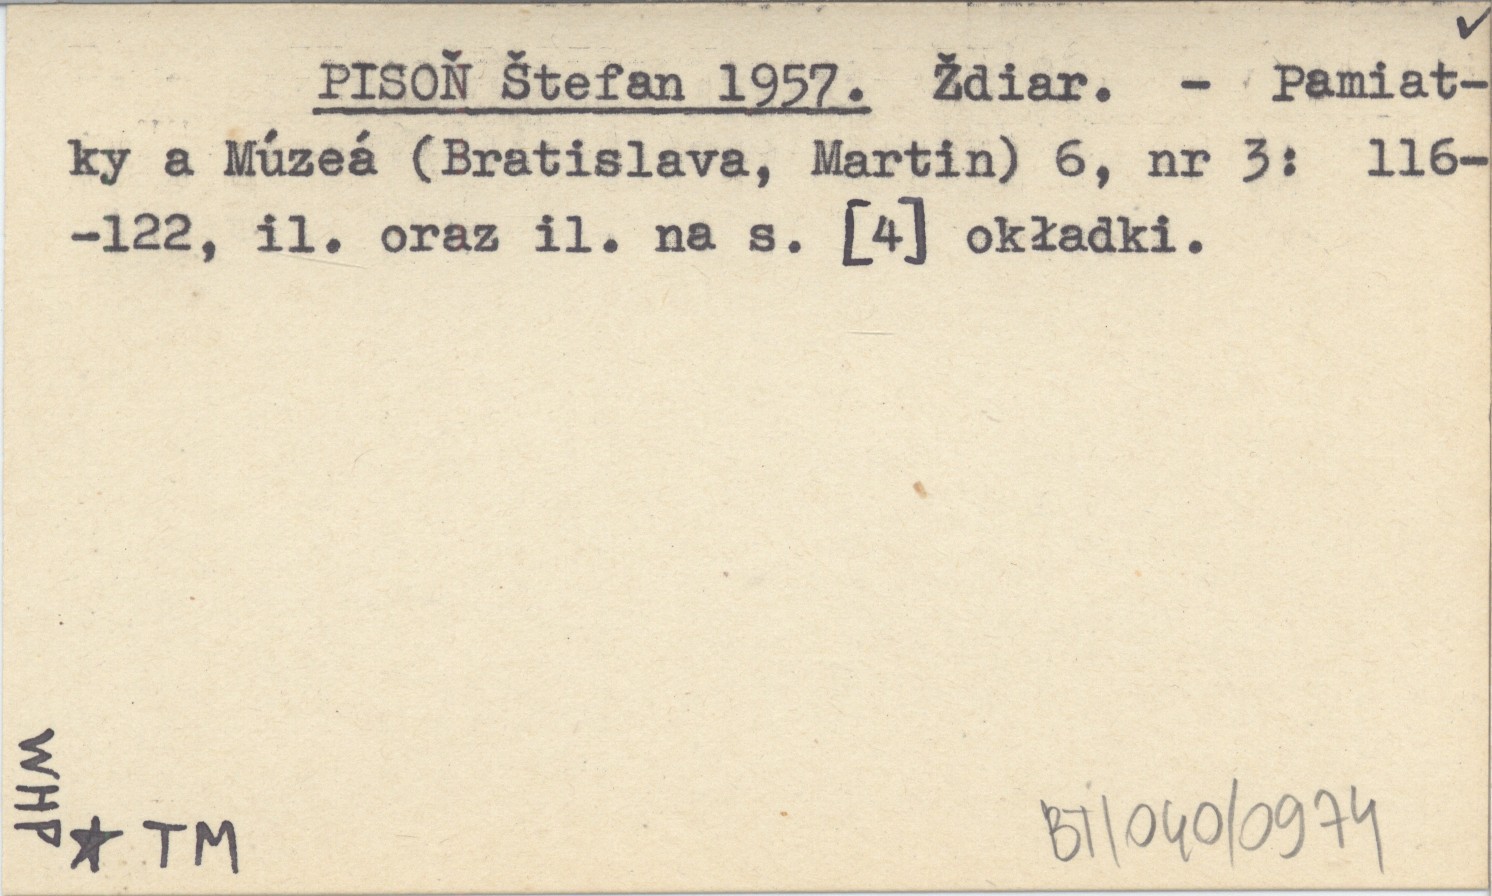 ✓
PISOŇ Štefan 1957. Ždiar. - Pamiat-
ky a Múzeá (Bratislava, Martin) 6, nr 3: 116-
-122, il. oraz il. na s. [4] okładki.
WHP
★ TM
BT/040/0974